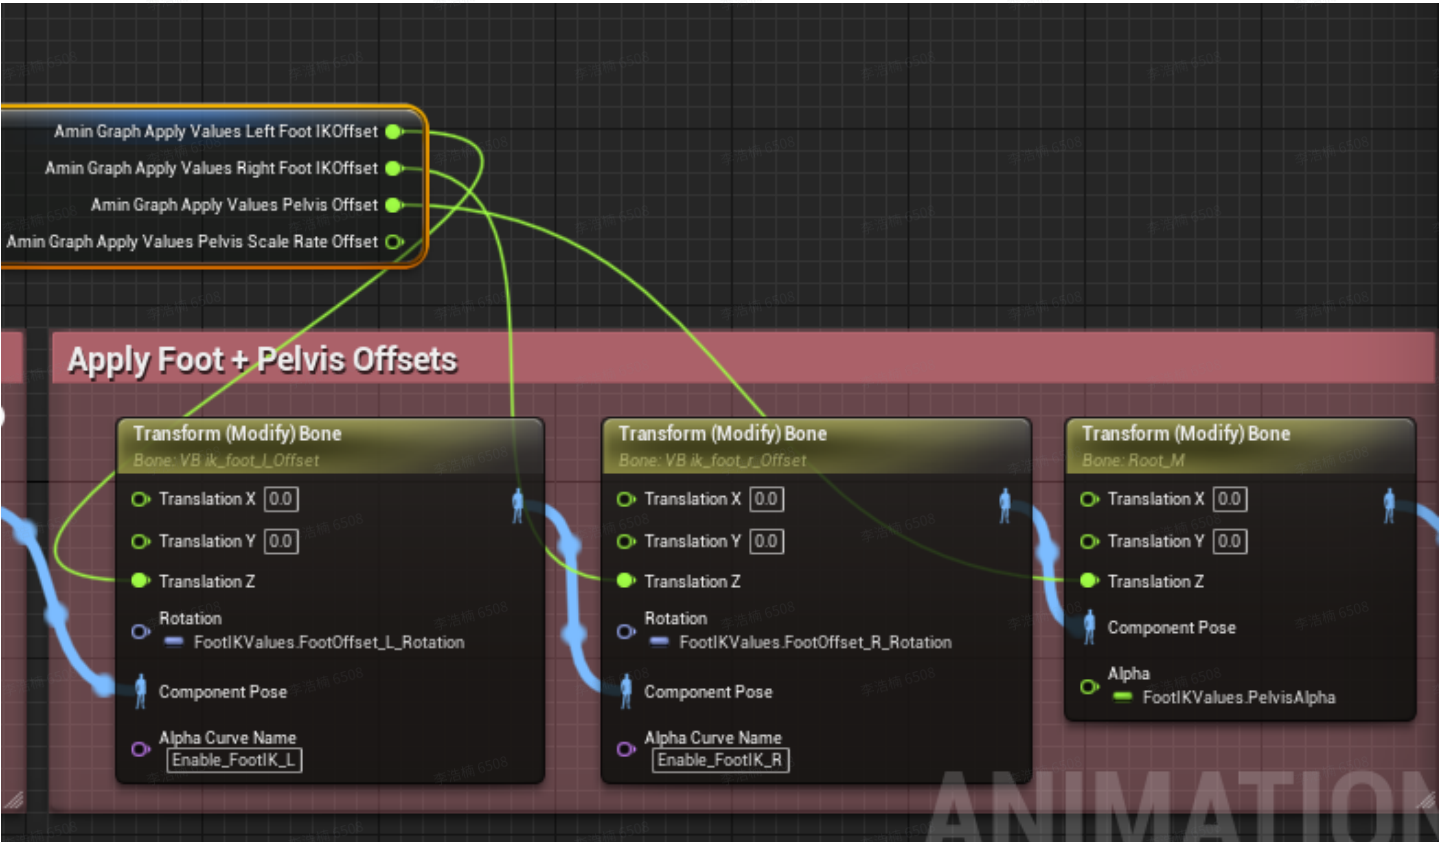 Amin Graph Apply Values Left Foot IKOffset
Amin Graph Apply Values Right Foot IKOffset
Amin Graph Apply Values Pelvis Offset
Amin Graph Apply Values Pelvis Scale Rate Offset
Apply Foot + Pelvis Offsets
Transform (Modify) Bone
Bone: VB ik_foot_l_Offset
Translation X 0.0
Translation Y 0.0
Translation Z
Rotation
FootIKValues.FootOffset_L_Rotation
Component Pose
Alpha Curve Name
Enable_FootIK_L
Transform (Modify) Bone
Bone: VB ik_foot_r_Offset
Translation X 0.0
Translation Y 0.0
Translation Z
Rotation
FootIKValues.FootOffset_R_Rotation
Component Pose
Alpha Curve Name
Enable_FootIK_R
Transform (Modify) Bone
Bone: Root_M
Translation X 0.0
Translation Y 0.0
Translation Z
Component Pose
Alpha
FootIKValues.PelvisAlpha
ANIMATION